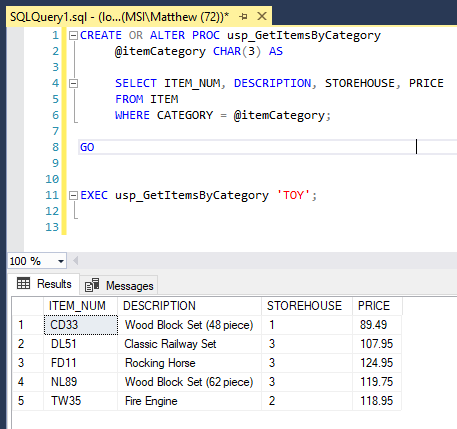 SQLQuery1.sql - (lo...(MSI\Matthew (72))*
1 CREATE OR ALTER PROC usp_GetItemsByCategory
2 @itemCategory CHAR(3) AS
3
4 SELECT ITEM_NUM, DESCRIPTION, STOREHOUSE, PRICE
5 FROM ITEM
6 WHERE CATEGORY = @itemCategory;
7
8 GO
9
10
11 EXEC usp_GetItemsByCategory 'TOY';
12
13
100 %
Results Messages
ITEM_NUM DESCRIPTION STOREHOUSE PRICE
1 CD33 Wood Block Set (48 piece) 1 89.49
2 DL51 Classic Railway Set 3 107.95
3 FD11 Rocking Horse 3 124.95
4 NL89 Wood Block Set (62 piece) 3 119.75
5 TW35 Fire Engine 2 118.95